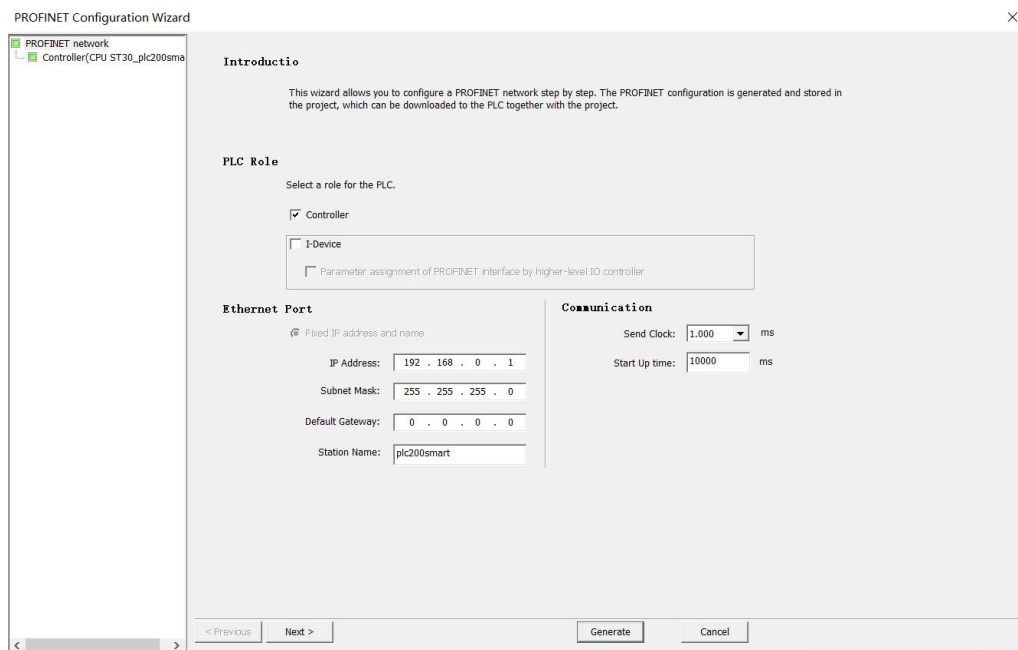 PROFINET Configuration Wizard
PROFINET network
Controller(CPU ST30_plc200sma
Introductio
This wizard allows you to configure a PROFINET network step by step. The PROFINET configuration is generated and stored in
the project, which can be downloaded to the PLC together with the project.
PLC Role
Select a role for the PLC.
Controller
I-Device
Parameter assignment of PROFINET interface by higher-level IO controller
Ethernet Port
Fixed IP address and name
IP Address: 192 . 168 . 0 . 1
Subnet Mask: 255 . 255 . 255 . 0
Default Gateway: 0 . 0 . 0 . 0
Station Name: plc200smart
Communication
Send Clock: 1.000 ms
Start Up time: 10000 ms
< Previous
Next >
Generate
Cancel